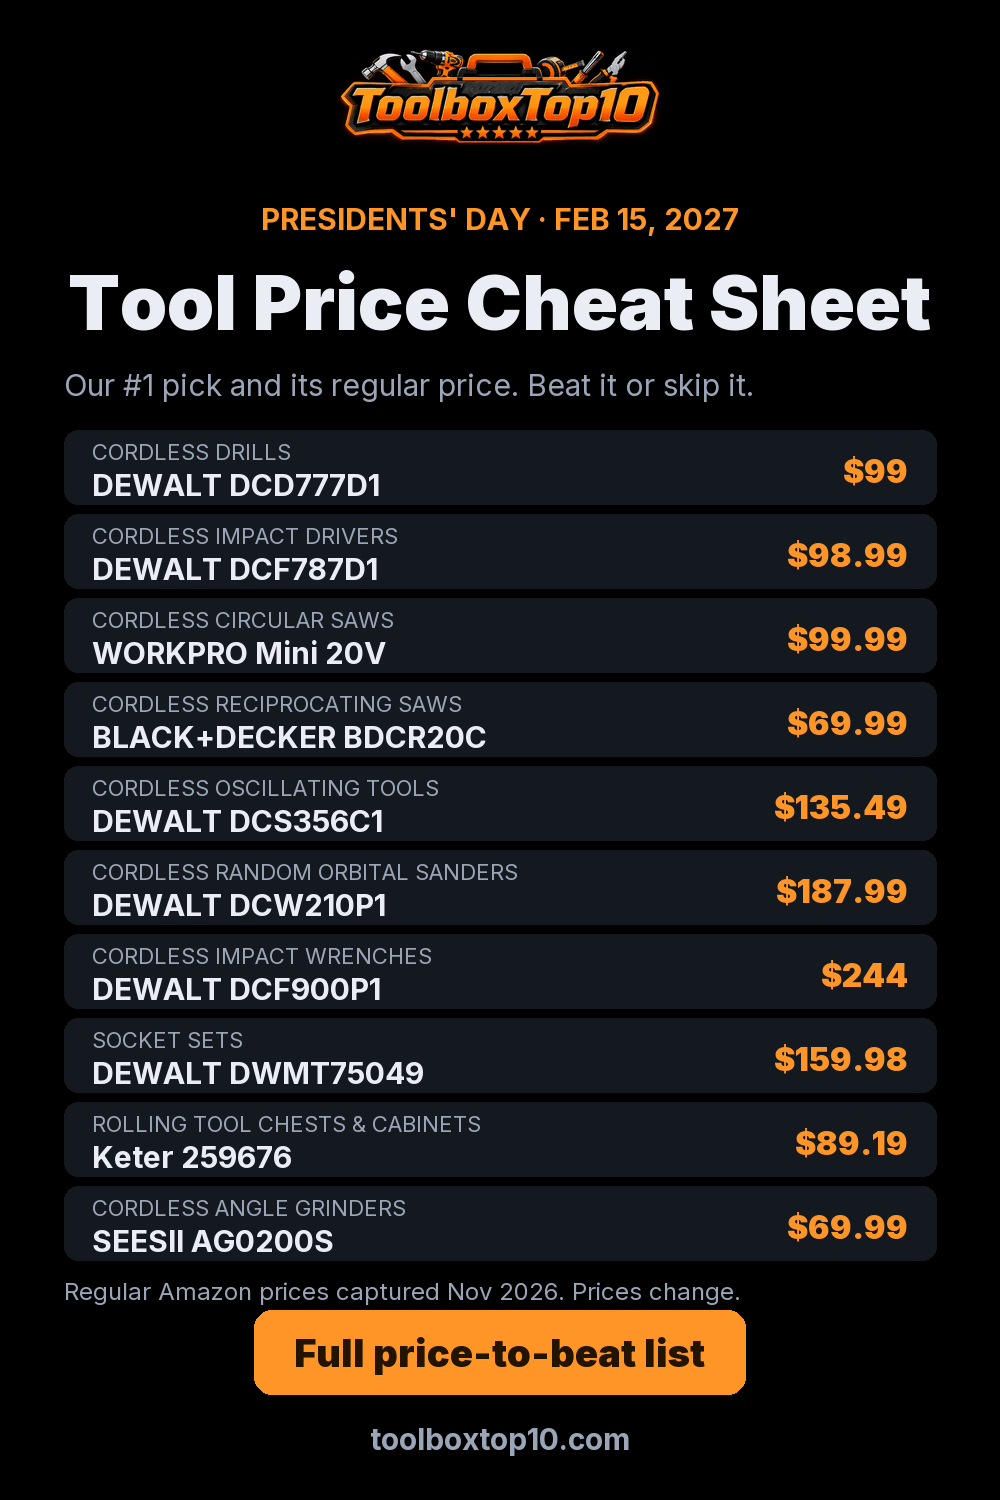 ToolboxTop10
PRESIDENTS' DAY · FEB 15, 2027
Tool Price Cheat Sheet
Our #1 pick and its regular price. Beat it or skip it.
CORDLESS DRILLS
DEWALT DCD777D1
$99
CORDLESS IMPACT DRIVERS
DEWALT DCF787D1
$98.99
CORDLESS CIRCULAR SAWS
WORKPRO Mini 20V
$99.99
CORDLESS RECIPROCATING SAWS
BLACK+DECKER BDCR20C
$69.99
CORDLESS OSCILLATING TOOLS
DEWALT DCS356C1
$135.49
CORDLESS RANDOM ORBITAL SANDERS
DEWALT DCW210P1
$187.99
CORDLESS IMPACT WRENCHES
DEWALT DCF900P1
$244
SOCKET SETS
DEWALT DWMT75049
$159.98
ROLLING TOOL CHESTS & CABINETS
Keter 259676
$89.19
CORDLESS ANGLE GRINDERS
SEESII AG0200S
$69.99
Regular Amazon prices captured Nov 2026. Prices change.
Full price-to-beat list
toolboxtop10.com